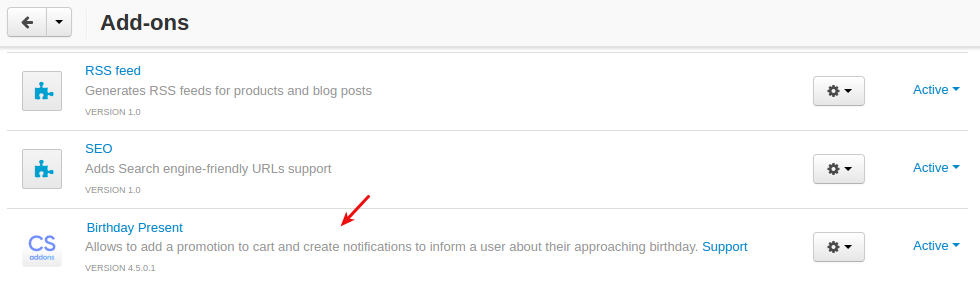 Add-ons
RSS feed
Generates RSS feeds for products and blog posts
VERSION 1.0
Active
SEO
Adds Search engine-friendly URLs support
VERSION 1.0
Active
CS
addons
Birthday Present
Allows to add a promotion to cart and create notifications to inform a user about their approaching birthday. Support
VERSION 4.5.0.1
Active